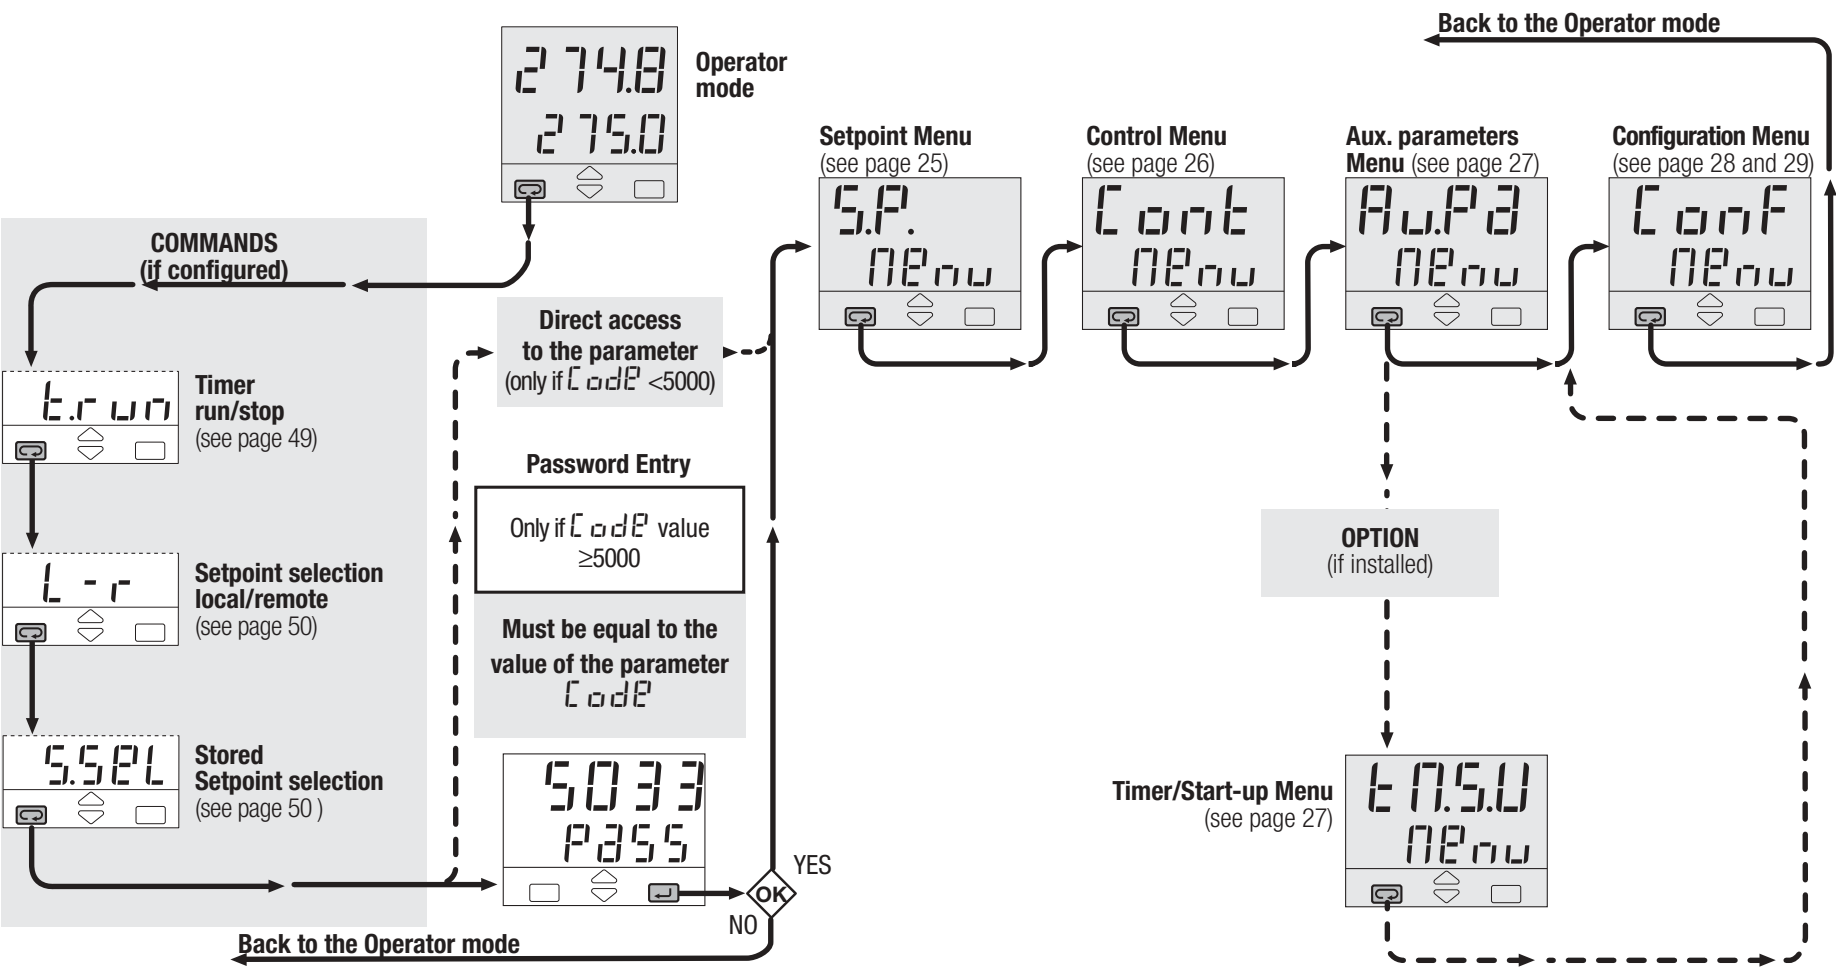 Back to the Operator mode
274.8
275.0
Operator
mode
Setpoint Menu
(see page 25)
S.P.
MEnu
Control Menu
(see page 26)
Cont
MEnu
Aux. parameters
Menu (see page 27)
Au.Pa
MEnu
Configuration Menu
(see page 28 and 29)
ConF
MEnu
COMMANDS
(if configured)
t.run
Timer
run/stop
(see page 49)
L-r
Setpoint selection
local/remote
(see page 50)
S.SEL
Stored
Setpoint selection
(see page 50 )
Direct access
to the parameter
(only if CodE <5000)
Password Entry
Only if CodE value
≥5000
Must be equal to the
value of the parameter
CodE
5033
PaSS
OK
YES
NO
Back to the Operator mode
OPTION
(if installed)
Timer/Start-up Menu
(see page 27)
tM.S.U
MEnu